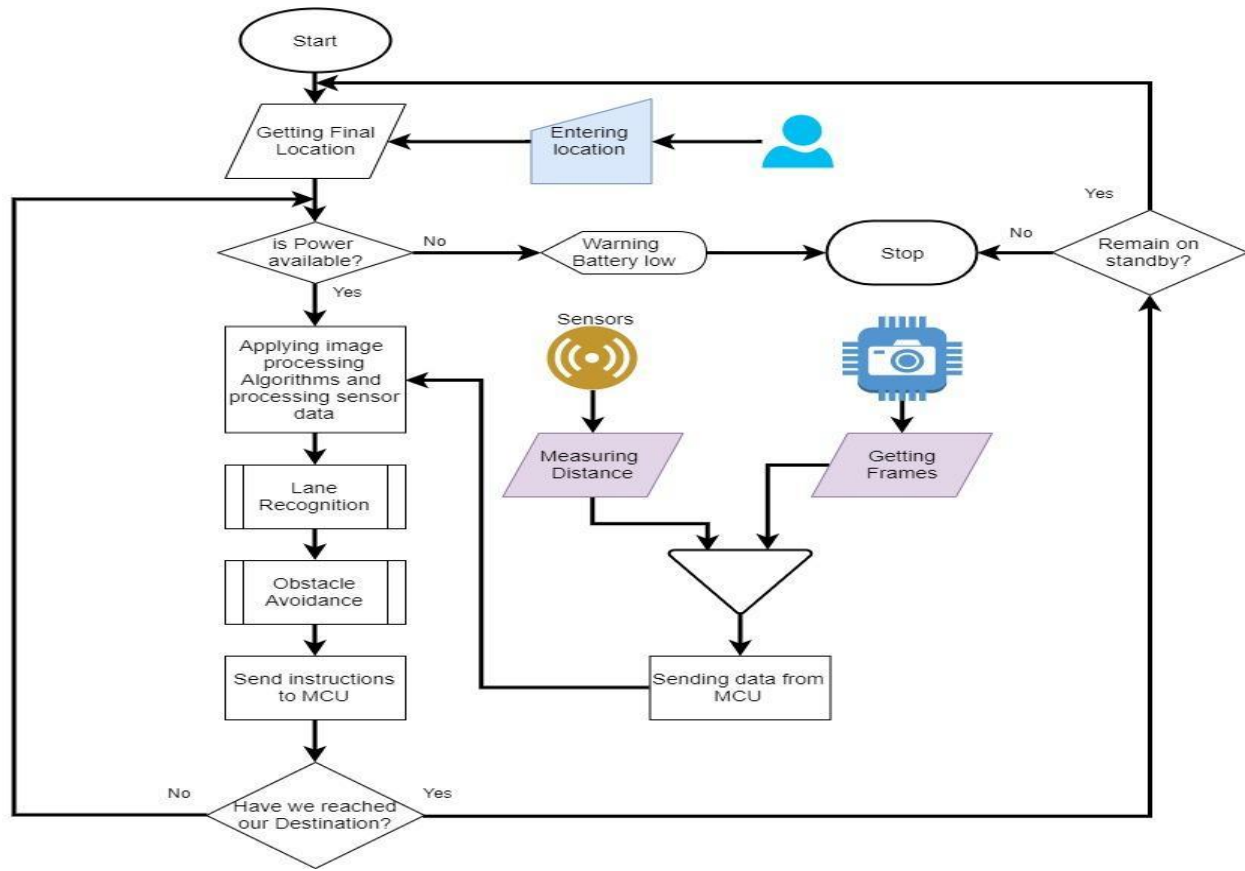 Start
Getting Final
Location
Entering
location
is Power
available?
No
Warning
Battery low
Stop
No
Remain on
standby?
Yes
Yes
Applying image
processing
Algorithms and
processing sensor
data
Sensors
Measuring
Distance
Getting
Frames
Lane
Recognition
Obstacle
Avoidance
Send instructions
to MCU
Sending data from
MCU
No
Have we reached
our Destination?
Yes